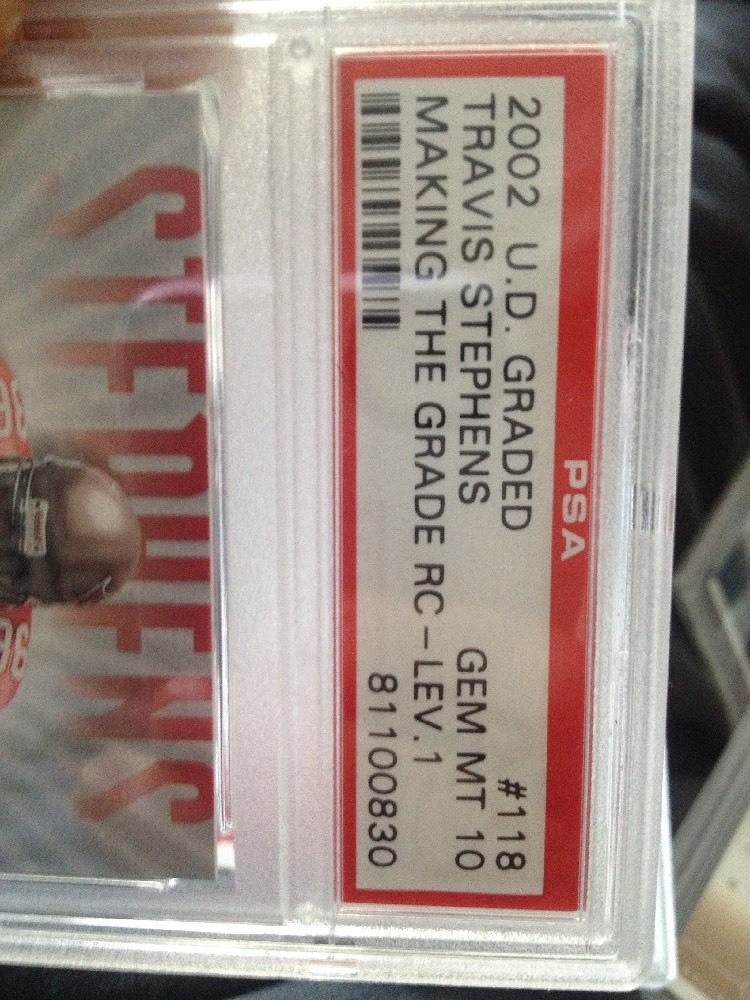 PSA
2002 U.D. GRADED #118
TRAVIS STEPHENS GEM MT 10
MAKING THE GRADE RC-LEV.1
81100830
STEPHENS